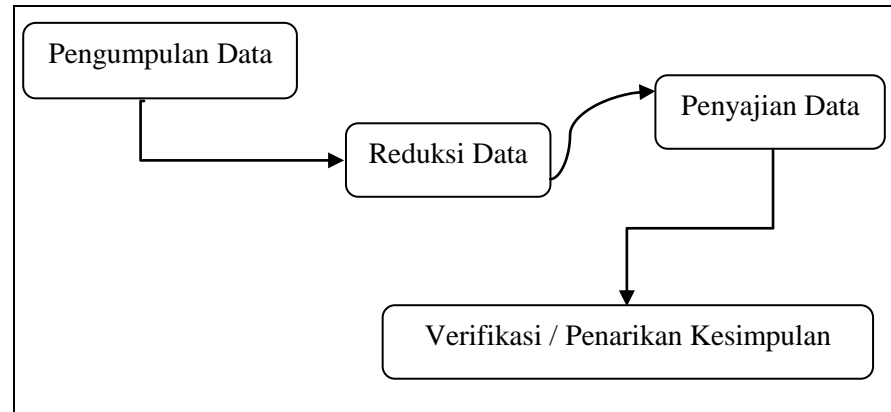 Pengumpulan Data
Penyajian Data
Reduksi Data
Verifikasi / Penarikan Kesimpulan